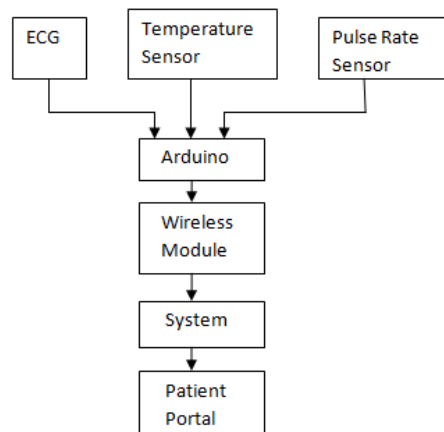 ECG
Temperature
Sensor
Pulse Rate
Sensor
Arduino
Wireless
Module
System
Patient
Portal